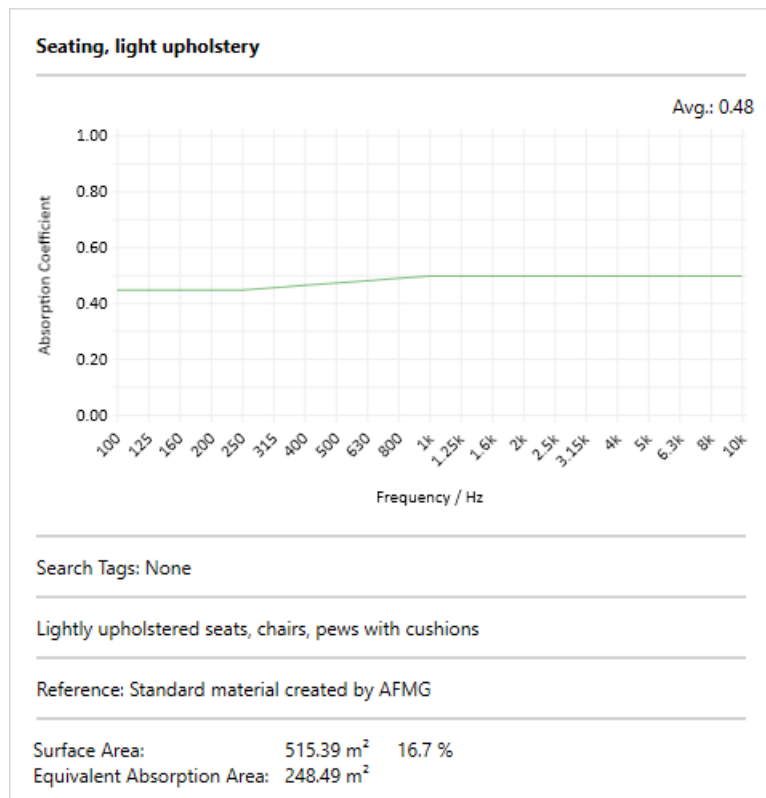 Seating, light upholstery
Avg.: 0.48
1.00
0.80
0.60
0.40
0.20
0.00
Absorption Coefficient
100 125 160 200 250 315 400 500 630 800 1k 1.25k 1.6k 2k 2.5k 3.15k 4k 5k 6.3k 8k 10k
Frequency / Hz
Search Tags: None
Lightly upholstered seats, chairs, pews with cushions
Reference: Standard material created by AFMG
Surface Area: 515.39 m² 16.7 %
Equivalent Absorption Area: 248.49 m²